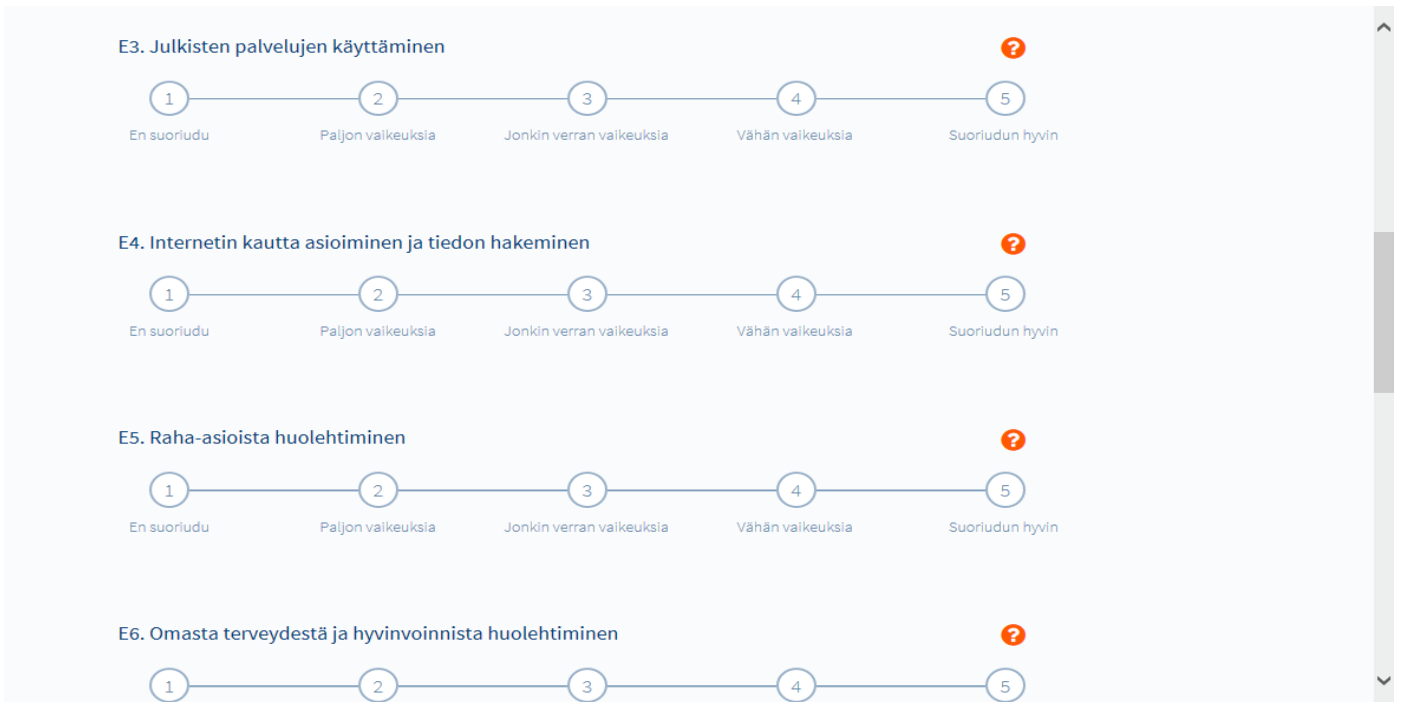 E3. Julkisten palvelujen käyttäminen ?
1 2 3 4 5
En suoriudu Paljon vaikeuksia Jonkin verran vaikeuksia Vähän vaikeuksia Suoriudun hyvin
E4. Internetin kautta asioiminen ja tiedon hakeminen ?
1 2 3 4 5
En suoriudu Paljon vaikeuksia Jonkin verran vaikeuksia Vähän vaikeuksia Suoriudun hyvin
E5. Raha-asioista huolehtiminen ?
1 2 3 4 5
En suoriudu Paljon vaikeuksia Jonkin verran vaikeuksia Vähän vaikeuksia Suoriudun hyvin
E6. Omasta terveydestä ja hyvinvoinnista huolehtiminen ?
1 2 3 4 5